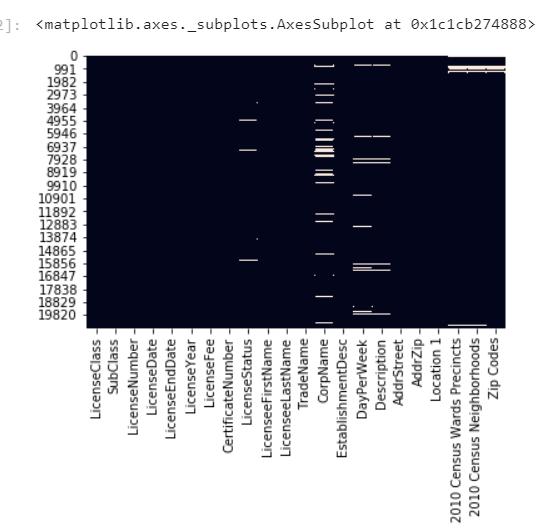 2]: <matplotlib.axes._subplots.AxesSubplot at 0x1c1cb274888>
0
991
1982
2973
3964
4955
5946
6937
7928
8919
9910
10901
11892
12883
13874
14865
15856
16847
17838
18829
19820
LicenseClass
SubClass
LicenseNumber
LicenseDate
LicenseEndDate
LicenseYear
LicenseFee
CertificateNumber
LicenseStatus
LicenseeFirstName
LicenseeLastName
TradeName
CorpName
EstablishmentDesc
DayPerWeek
Description
AddrStreet
AddrZip
Location 1
2010 Census Wards Precincts
2010 Census Neighborhoods
Zip Codes